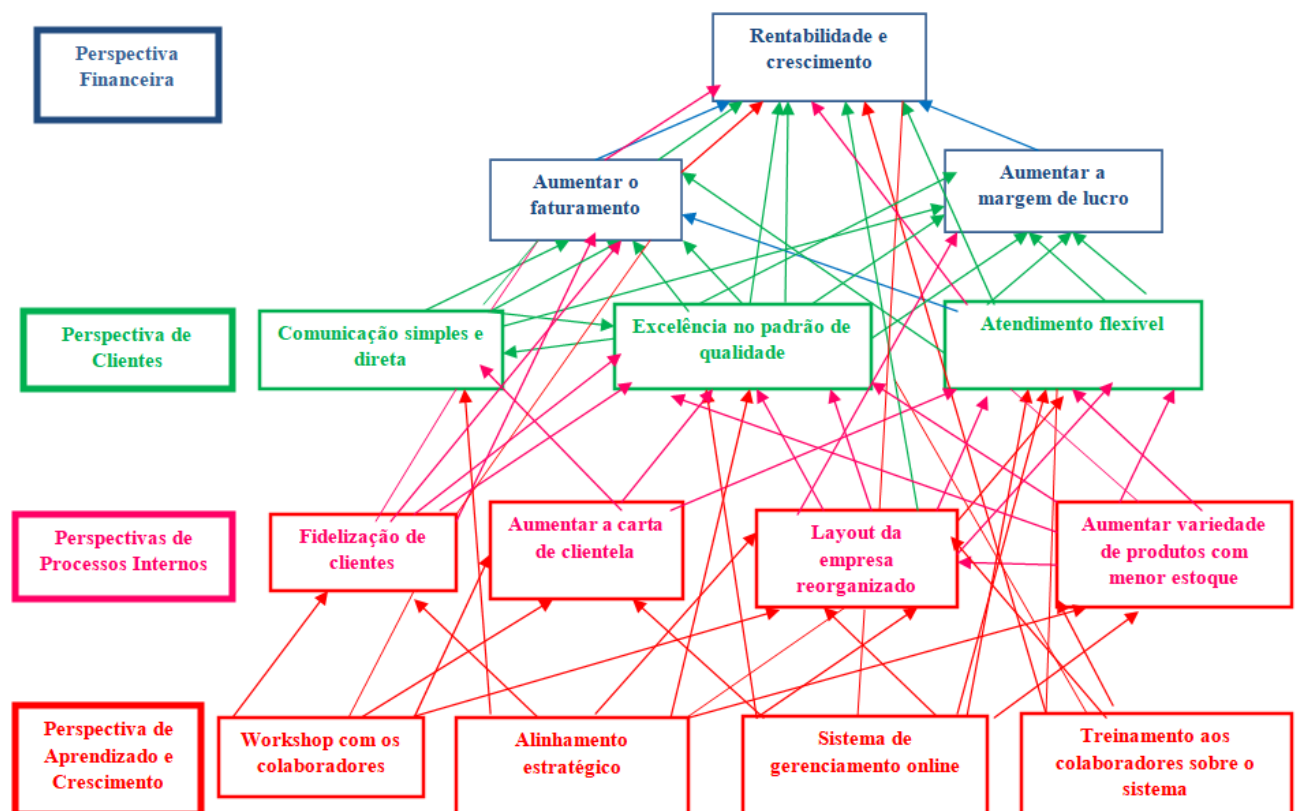 Perspectiva
Financeira
Rentabilidade e
crescimento
Aumentar o
faturamento
Aumentar a
margem de lucro
Perspectiva de
Clientes
Comunicação simples e
direta
Excelência no padrão de
qualidade
Atendimento flexível
Perspectivas de
Processos Internos
Fidelização de
clientes
Aumentar a carta
de clientela
Layout da
empresa
reorganizado
Aumentar variedade
de produtos com
menor estoque
Perspectiva de
Aprendizado e
Crescimento
Workshop com os
colaboradores
Alinhamento
estratégico
Sistema de
gerenciamento online
Treinamento aos
colaboradores sobre o
sistema